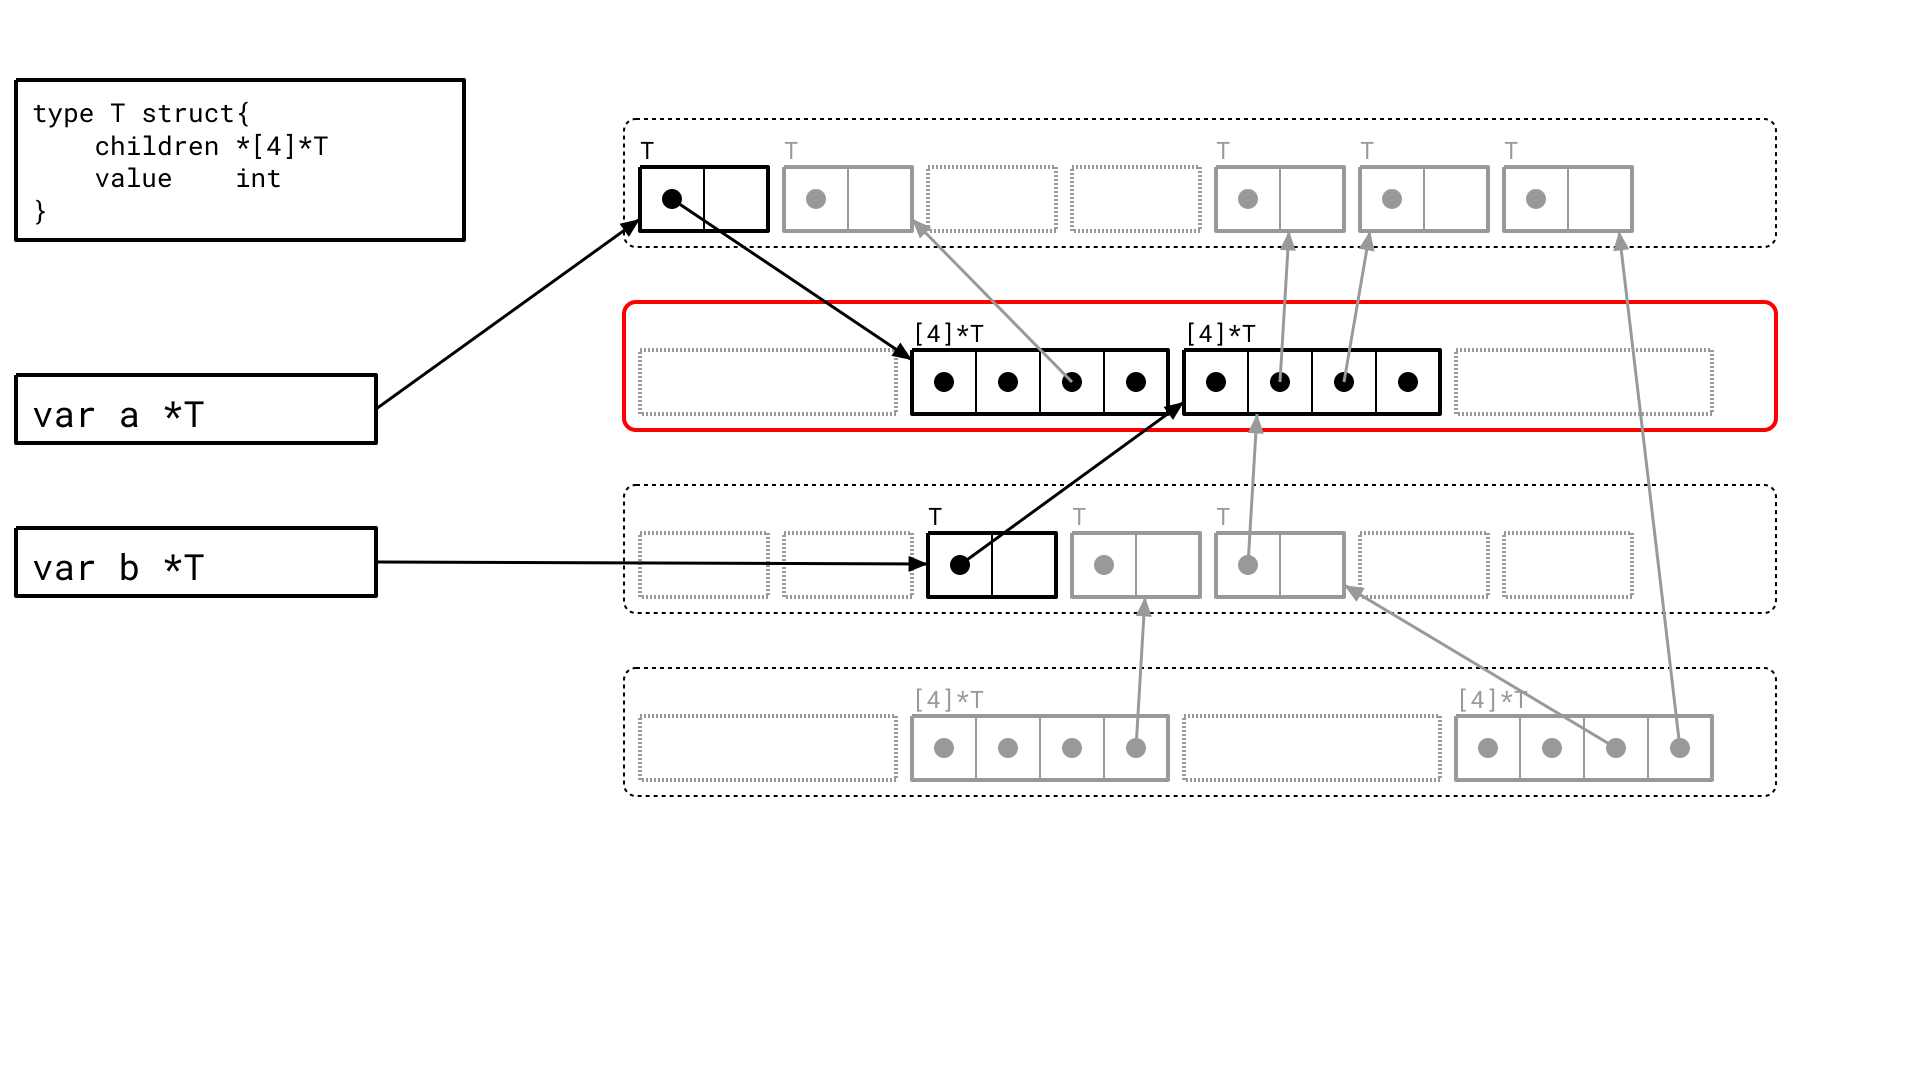 type T struct{
    children *[4]*T
    value    int
}
T
T
T
T
T
[4]*T
[4]*T
var a *T
T
T
T
var b *T
[4]*T
[4]*T